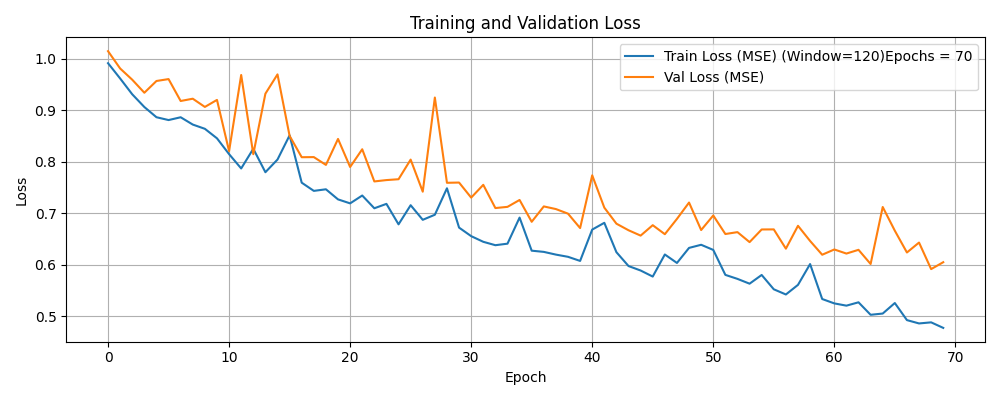 Training and Validation Loss
Train Loss (MSE) (Window=120)Epochs = 70
Val Loss (MSE)
Loss
1.0
0.9
0.8
0.7
0.6
0.5
0 10 20 30 40 50 60 70
Epoch